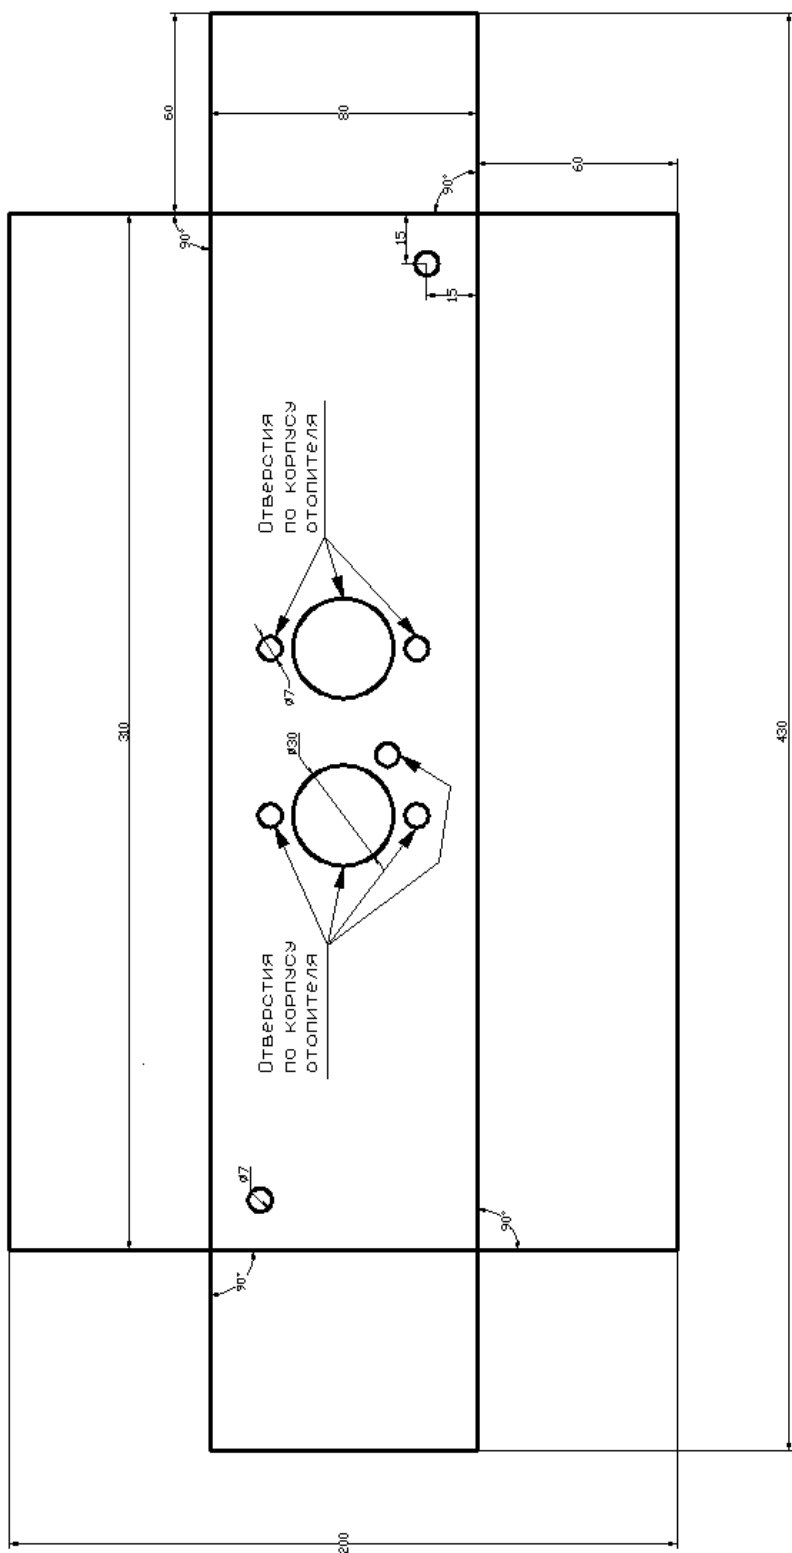 60
80
60
90°
90°
15
15
Отверстия
по корпусу
отопителя
ø7
310
ø30
430
Отверстия
по корпусу
отопителя
ø7
90°
90°
200